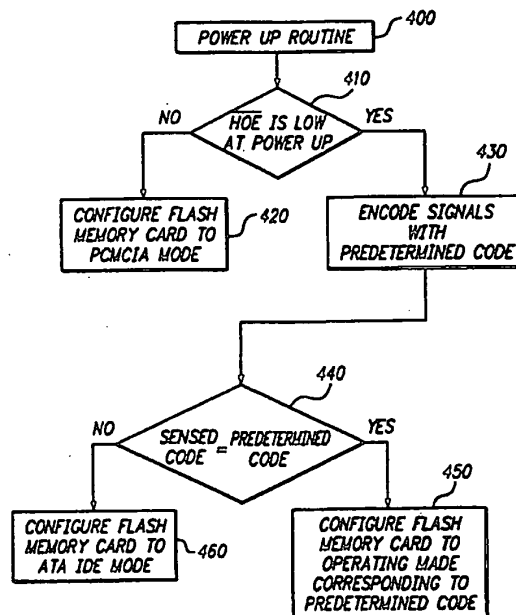 POWER UP ROUTINE
400
410
HOE IS LOW
AT POWER UP
NO
YES
CONFIGURE FLASH
MEMORY CARD TO
PCMCIA MODE
420
430
ENCODE SIGNALS
WITH
PREDETERMINED CODE
440
SENSED CODE = PREDETERMINED CODE
NO
YES
CONFIGURE FLASH
MEMORY CARD TO
ATA IDE MODE
460
450
CONFIGURE FLASH
MEMORY CARD TO
OPERATING MADE
CORRESPONDING TO
PREDETERMINED CODE